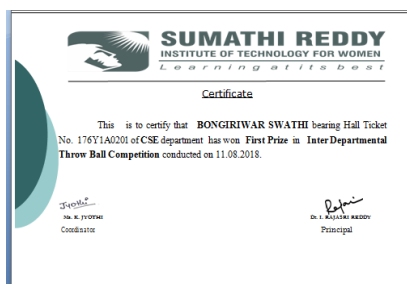 SUMATHI REDDY
INSTITUTE OF TECHNOLOGY FOR WOMEN
Learning at its best
Certificate
This is to certify that BONGIRIWAR SWATHI bearing Hall Ticket
No. 176Y1A0201 of CSE department has won First Prize in Inter Departmental
Throw Ball Competition conducted on 11.08.2018.
Jyothi
Ms. K. JYOTHI
Coordinator
Dr. I. RAJASRI REDDY
Principal